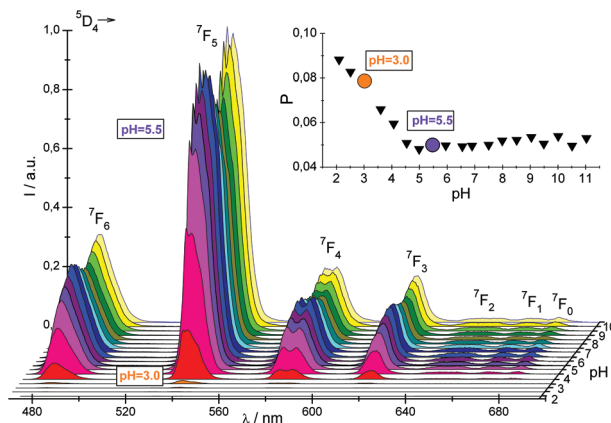 ⁵D₄ →
1,0
⁷F₅
0,8
pH=5.5
0,6
I / a.u.
0,4
⁷F₆
0,2
⁷F₄
⁷F₃
⁷F₂
⁷F₁
⁷F₀
0,
pH=3.0
480
520
560
600
640
680
λ / nm
2
3
4
5
6
7
8
9
10
pH
0,12
0,10
pH=3.0
0,08
P
pH=5.5
0,06
0,04
2 3 4 5 6 7 8 9 10 11
pH